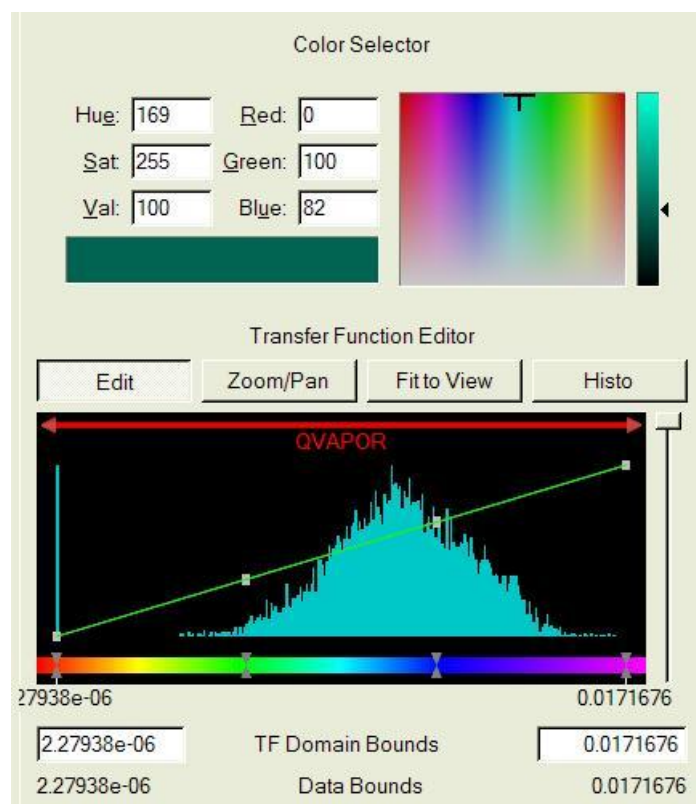 Color Selector
Hue: 169 Red: 0
Sat: 255 Green: 100
Val: 100 Blue: 82
Transfer Function Editor
Edit Zoom/Pan Fit to View Histo
QVAPOR
27938e-06 0.0171676
2.27938e-06 TF Domain Bounds 0.0171676
2.27938e-06 Data Bounds 0.0171676